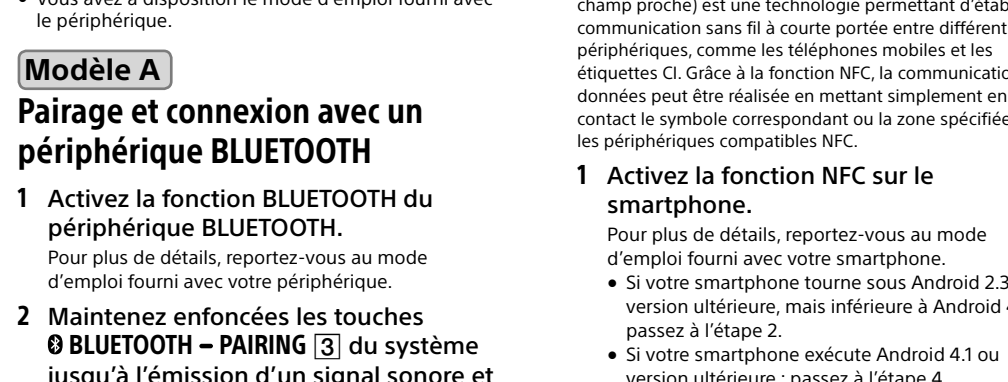 • Vous avez à disposition le mode d'emploi fourni avec
le périphérique.
Modèle A
Pairage et connexion avec un
périphérique BLUETOOTH
1 Activez la fonction BLUETOOTH du
périphérique BLUETOOTH.
Pour plus de détails, reportez-vous au mode
d'emploi fourni avec votre périphérique.
2 Maintenez enfoncées les touches
BLUETOOTH – PAIRING 3 du système
jusqu'à l'émission d'un signal sonore et
champ proche) est une technologie permettant d'étab
communication sans fil à courte portée entre différent
périphériques, comme les téléphones mobiles et les
étiquettes CI. Grâce à la fonction NFC, la communicatio
données peut être réalisée en mettant simplement en
contact le symbole correspondant ou la zone spécifiée
les périphériques compatibles NFC.
1 Activez la fonction NFC sur le
smartphone.
Pour plus de détails, reportez-vous au mode
d'emploi fourni avec votre smartphone.
• Si votre smartphone tourne sous Android 2.3
version ultérieure, mais inférieure à Android
passez à l'étape 2.
• Si votre smartphone exécute Android 4.1 ou
version ultérieure : passez à l'étape 4.